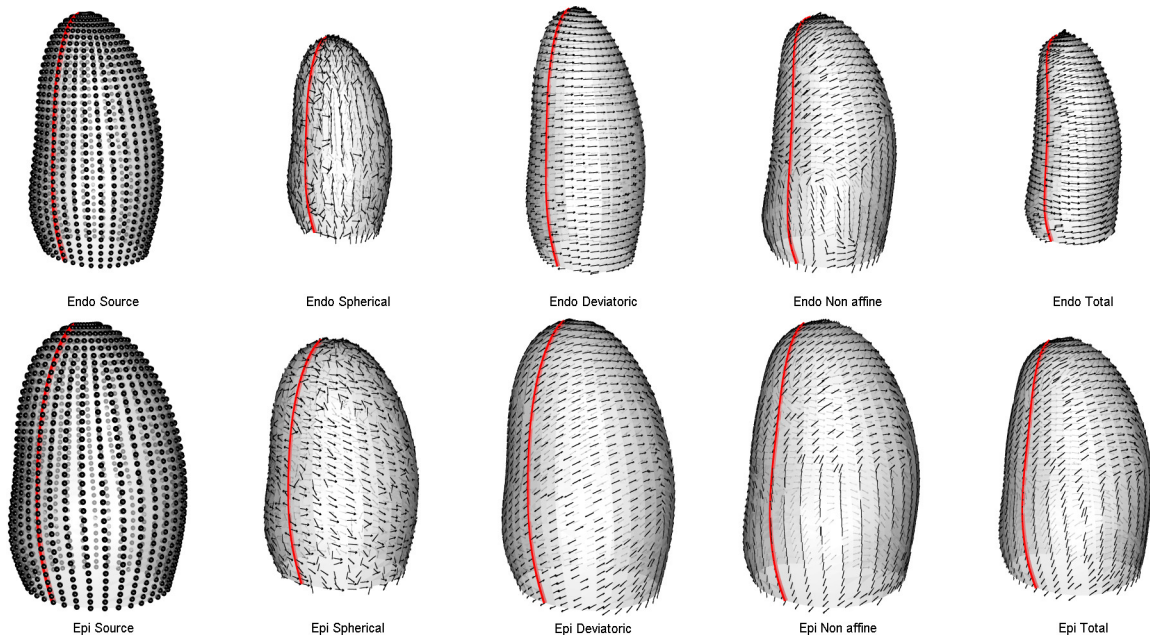 Endo Source
Endo Spherical
Endo Deviatoric
Endo Non affine
Endo Total
Epi Source
Epi Spherical
Epi Deviatoric
Epi Non affine
Epi Total